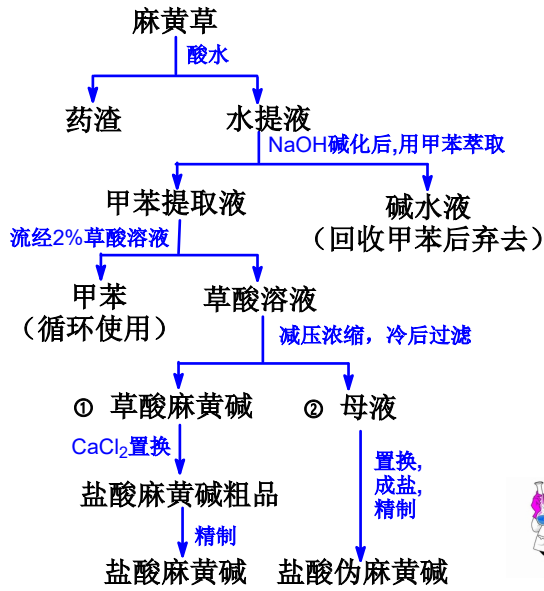 麻黄草
酸水
药渣
水提液
NaOH碱化后,用甲苯萃取
甲苯提取液
碱水液
（回收甲苯后弃去）
流经2%草酸溶液
甲苯
（循环使用）
草酸溶液
减压浓缩，冷后过滤
① 草酸麻黄碱
② 母液
CaCl₂置换
置换,
成盐,
精制
盐酸麻黄碱粗品
精制
盐酸麻黄碱
盐酸伪麻黄碱